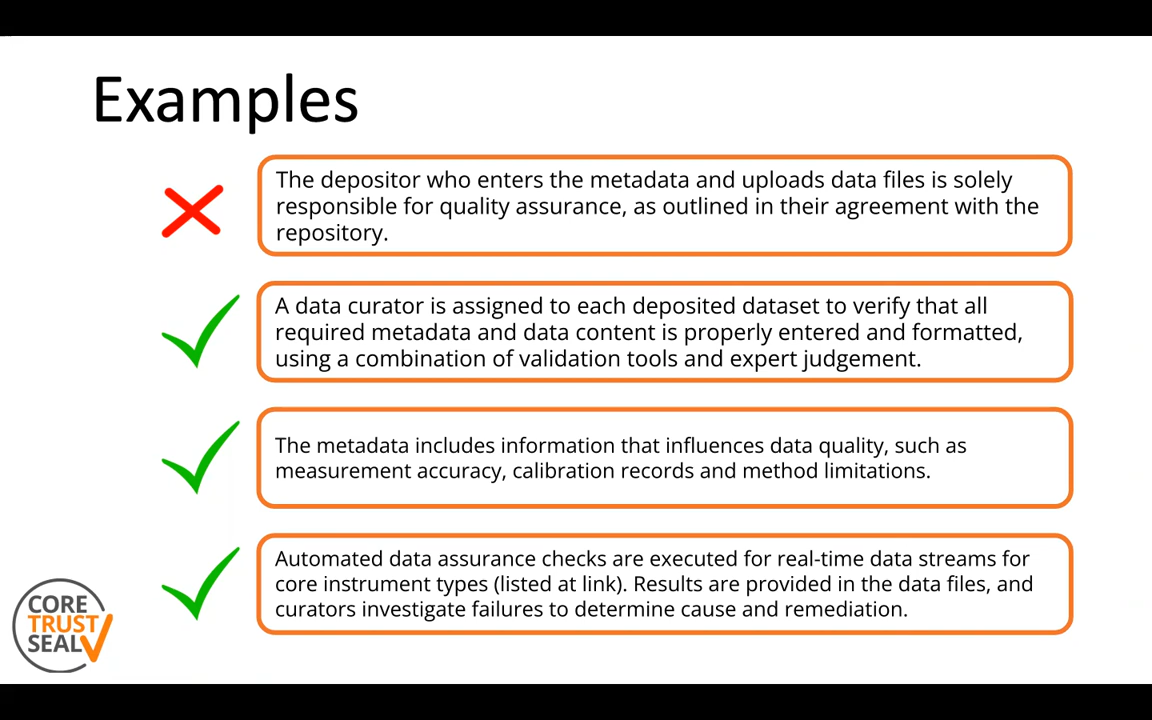 Examples
The depositor who enters the metadata and uploads data files is solely
responsible for quality assurance, as outlined in their agreement with the
repository.
A data curator is assigned to each deposited dataset to verify that all
required metadata and data content is properly entered and formatted,
using a combination of validation tools and expert judgement.
The metadata includes information that influences data quality, such as
measurement accuracy, calibration records and method limitations.
Automated data assurance checks are executed for real-time data streams for
core instrument types (listed at link). Results are provided in the data files, and
curators investigate failures to determine cause and remediation.
CORE
TRUST
SEAL